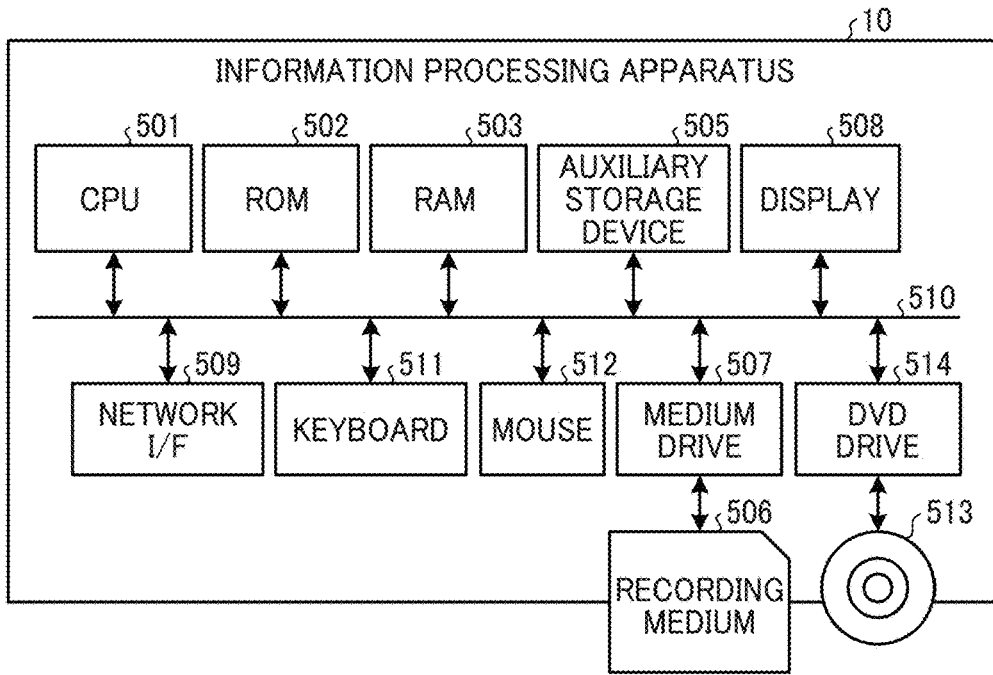 10
INFORMATION PROCESSING APPARATUS
501
502
503
505
508
CPU
ROM
RAM
AUXILIARY
STORAGE
DEVICE
DISPLAY
510
509
511
512
507
514
NETWORK
I/F
KEYBOARD
MOUSE
MEDIUM
DRIVE
DVD
DRIVE
506
513
RECORDING
MEDIUM